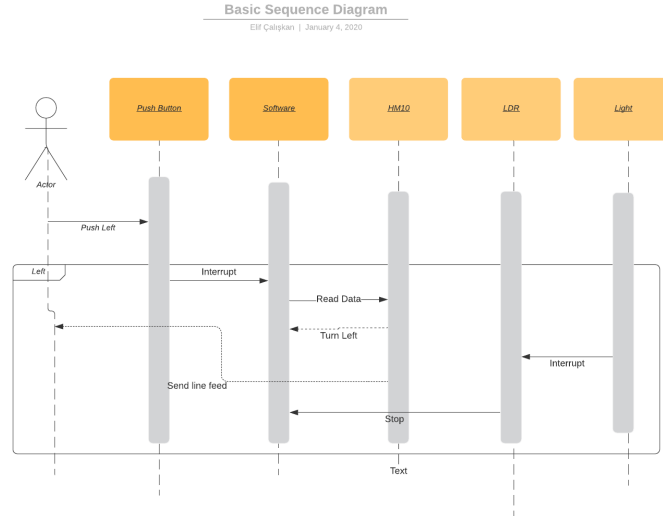 Basic Sequence Diagram
Elif Çalışkan | January 4, 2020
Push Button
Software
HM10
LDR
Light
Actor
Push Left
Left
Interrupt
Read Data
Turn Left
Interrupt
Send line feed
Stop
Text